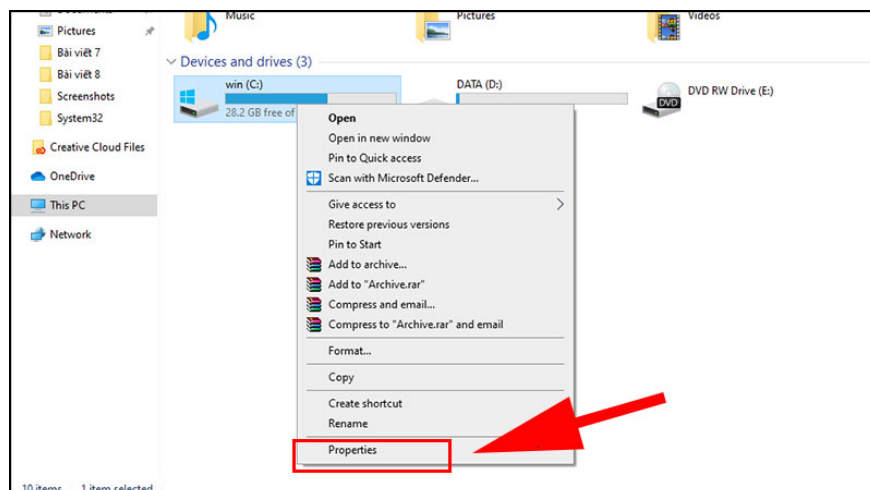 Documents
Pictures
Bài viết 7
Bài viết 8
Screenshots
System32
Creative Cloud Files
OneDrive
This PC
Network
Music
Pictures
Videos
Devices and drives (3)
win (C:)
28.2 GB free of
DATA (D:)
DVD RW Drive (E:)
DVD
Open
Open in new window
Pin to Quick access
Scan with Microsoft Defender...
Give access to
Restore previous versions
Pin to Start
Add to archive...
Add to "Archive.rar"
Compress and email...
Compress to "Archive.rar" and email
Format...
Copy
Create shortcut
Rename
Properties
10 items 1 item selected